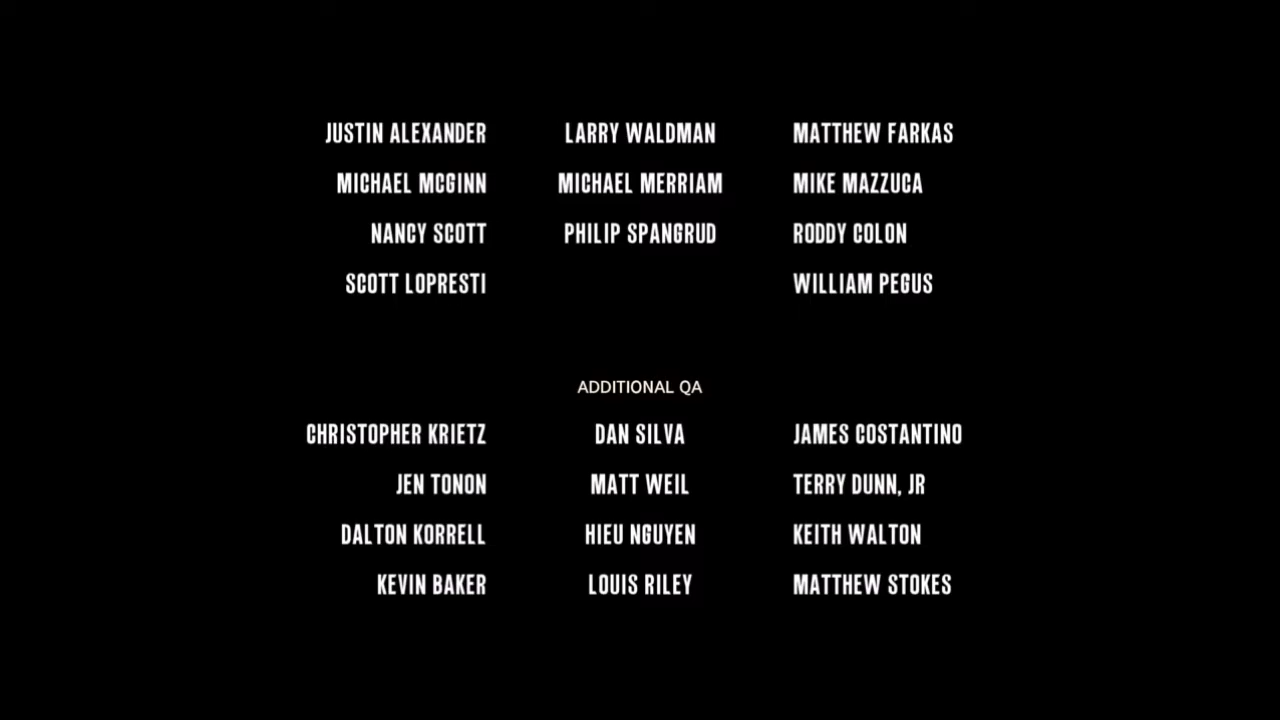 JUSTIN ALEXANDER LARRY WALDMAN MATTHEW FARKAS
MICHAEL MCGINN MICHAEL MERRIAM MIKE MAZZUCA
NANCY SCOTT PHILIP SPANGRUD RODDY COLON
SCOTT LOPRESTI WILLIAM PEGUS
ADDITIONAL QA
CHRISTOPHER KRIETZ DAN SILVA JAMES COSTANTINO
JEN TONON MATT WEIL TERRY DUNN, JR
DALTON KORRELL HIEU NGUYEN KEITH WALTON
KEVIN BAKER LOUIS RILEY MATTHEW STOKES